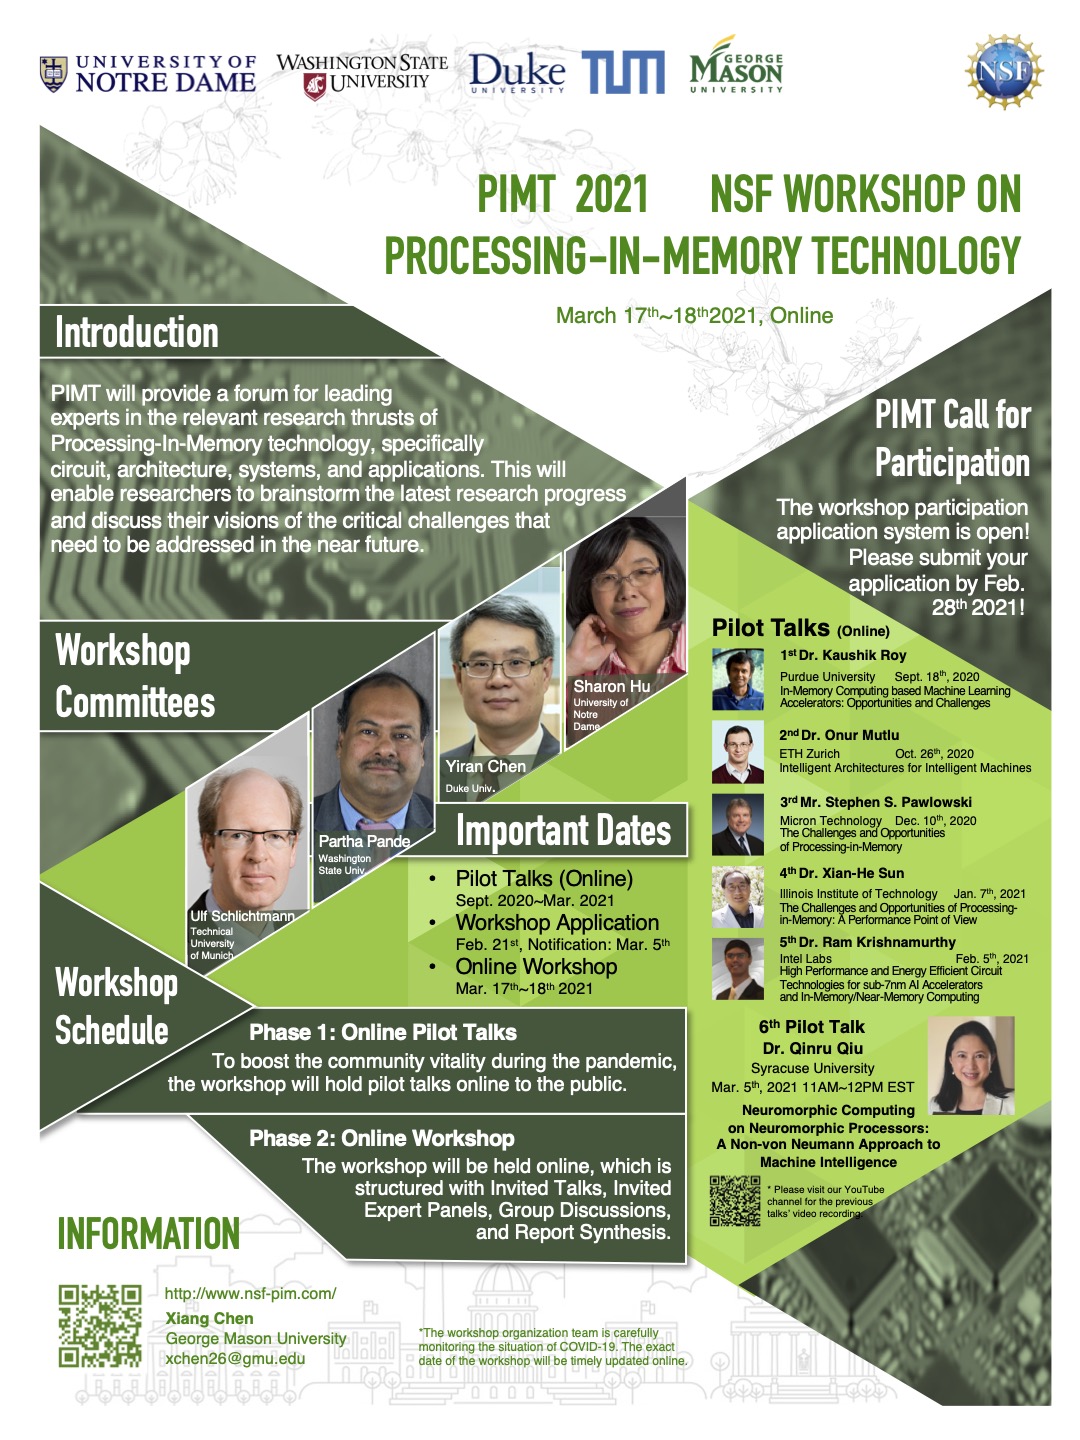 UNIVERSITY OF
NOTRE DAME
WASHINGTON STATE
UNIVERSITY
Duke
UNIVERSITY
TUM
GEORGE
MASON
UNIVERSITY
NSF
PIMT 2021 NSF WORKSHOP ON
PROCESSING-IN-MEMORY TECHNOLOGY
March 17th~18th2021, Online
Introduction
PIMT will provide a forum for leading
experts in the relevant research thrusts of
Processing-In-Memory technology, specifically
circuit, architecture, systems, and applications. This will
enable researchers to brainstorm the latest research progress
and discuss their visions of the critical challenges that
need to be addressed in the near future.
PIMT Call for
Participation
The workshop participation
application system is open!
Please submit your
application by Feb.
28th 2021!
Workshop
Committees
Sharon Hu
University of
Notre
Dame
Yiran Chen
Duke Univ.
Partha Pande
Washington
State Univ.
Ulf Schlichtmann
Technical
University
of Munich
Important Dates
• Pilot Talks (Online)
Sept. 2020~Mar. 2021
• Workshop Application
Feb. 21st, Notification: Mar. 5th
• Online Workshop
Mar. 17th~18th 2021
Workshop
Schedule
Phase 1: Online Pilot Talks
To boost the community vitality during the pandemic,
the workshop will hold pilot talks online to the public.
Phase 2: Online Workshop
The workshop will be held online, which is
structured with Invited Talks, Invited
Expert Panels, Group Discussions,
and Report Synthesis.
Pilot Talks (Online)
1st Dr. Kaushik Roy
Purdue University Sept. 18th, 2020
In-Memory Computing based Machine Learning
Accelerators: Opportunities and Challenges
2nd Dr. Onur Mutlu
ETH Zurich Oct. 26th, 2020
Intelligent Architectures for Intelligent Machines
3rd Mr. Stephen S. Pawlowski
Micron Technology Dec. 10th, 2020
The Challenges and Opportunities
of Processing-in-Memory
4th Dr. Xian-He Sun
Illinois Institute of Technology Jan. 7th, 2021
The Challenges and Opportunities of Processing-
in-Memory: A Performance Point of View
5th Dr. Ram Krishnamurthy
Intel Labs Feb. 5th, 2021
High Performance and Energy Efficient Circuit
Technologies for sub-7nm AI Accelerators
and In-Memory/Near-Memory Computing
6th Pilot Talk
Dr. Qinru Qiu
Syracuse University
Mar. 5th, 2021 11AM~12PM EST
Neuromorphic Computing
on Neuromorphic Processors:
A Non-von Neumann Approach to
Machine Intelligence
* Please visit our YouTube
channel for the previous
talks' video recording.
INFORMATION
http://www.nsf-pim.com/
Xiang Chen
George Mason University
xchen26@gmu.edu
*The workshop organization team is carefully
monitoring the situation of COVID-19. The exact
date of the workshop will be timely updated online.